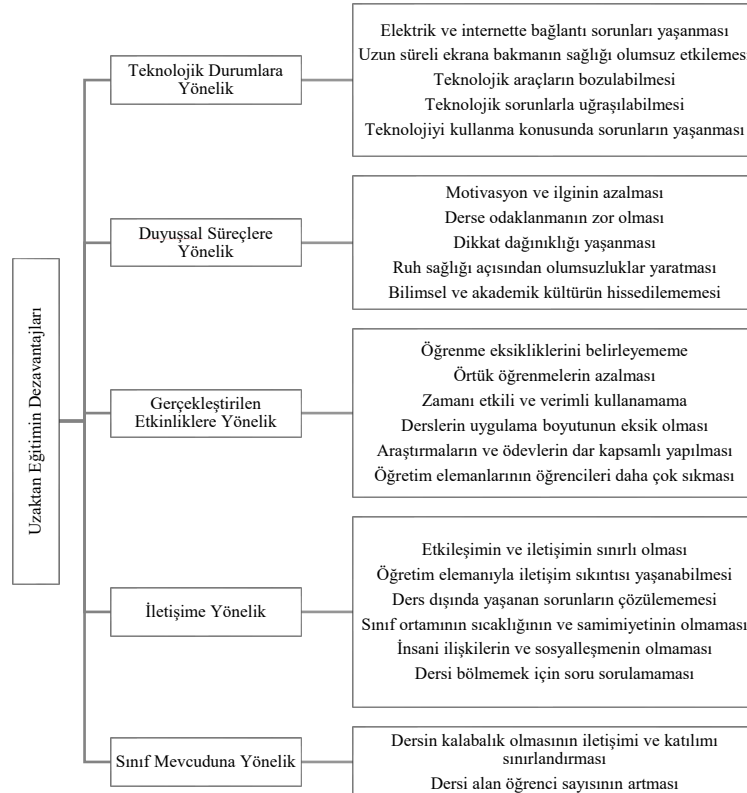 Uzaktan Eğitimin Dezavantajları
Teknolojik Durumlara
Yönelik
Elektrik ve internette bağlantı sorunları yaşanması
Uzun süreli ekrana bakmanın sağlığı olumsuz etkilemesi
Teknolojik araçların bozulabilmesi
Teknolojik sorunlarla uğraşılabilmesi
Teknolojiyi kullanma konusunda sorunların yaşanması
Duyuşsal Süreçlere
Yönelik
Motivasyon ve ilginin azalması
Derse odaklanmanın zor olması
Dikkat dağınıklığı yaşanması
Ruh sağlığı açısından olumsuzluklar yaratması
Bilimsel ve akademik kültürün hissedilememesi
Gerçekleştirilen
Etkinliklere Yönelik
Öğrenme eksikliklerini belirleyememe
Örtük öğrenmelerin azalması
Zamanı etkili ve verimli kullanamama
Derslerin uygulama boyutunun eksik olması
Araştırmaların ve ödevlerin dar kapsamlı yapılması
Öğretim elemanlarının öğrencileri daha çok sıkması
İletişime Yönelik
Etkileşimin ve iletişimin sınırlı olması
Öğretim elemanıyla iletişim sıkıntısı yaşanabilmesi
Ders dışında yaşanan sorunların çözülememesi
Sınıf ortamının sıcaklığının ve samimiyetinin olmaması
İnsani ilişkilerin ve sosyalleşmenin olmaması
Dersi bölmemek için soru sorulamaması
Sınıf Mevcuduna Yönelik
Dersin kalabalık olmasının iletişimi ve katılımı
sınırlandırması
Dersi alan öğrenci sayısının artması